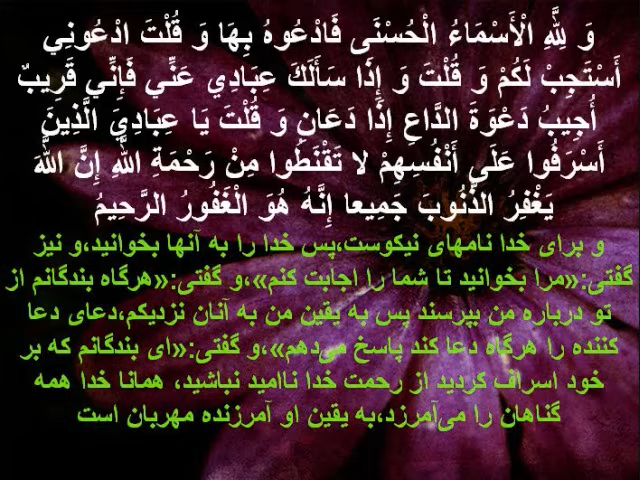 وَ لِلَّهِ الْأَسْمَاءُ الْحُسْنَى فَادْعُوهُ بِهَا وَ قُلْتَ ادْعُونِي
أَسْتَجِبْ لَكُمْ وَ قُلْتَ وَ إِذَا سَأَلَكَ عِبَادِي عَنِّي فَإِنِّي قَرِيبٌ
أُجِيبُ دَعْوَةَ الدَّاعِ إِذَا دَعَانِ وَ قُلْتَ يَا عِبَادِيَ الَّذِينَ
أَسْرَفُوا عَلَى أَنْفُسِهِمْ لا تَقْنَطُوا مِنْ رَحْمَةِ اللَّهِ إِنَّ اللَّهَ
يَغْفِرُ الذُّنُوبَ جَمِيعا إِنَّهُ هُوَ الْغَفُورُ الرَّحِيمُ
و برای خدا نامهای نیکوست،پس خدا را به آنها بخوانید،و نیز
گفتی:«مرا بخوانید تا شما را اجابت کنم»،و گفتی:«هرگاه بندگانم از
تو درباره من بپرسند پس به یقین من به آنان نزدیکم،دعای دعا
کننده را هرگاه دعا کند پاسخ می‌دهم»،و گفتی:«ای بندگانم که بر
خود اسراف کردید از رحمت خدا ناامید نباشید، همانا خدا همه
گناهان را می‌آمرزد،به یقین او آمرزنده مهربان است